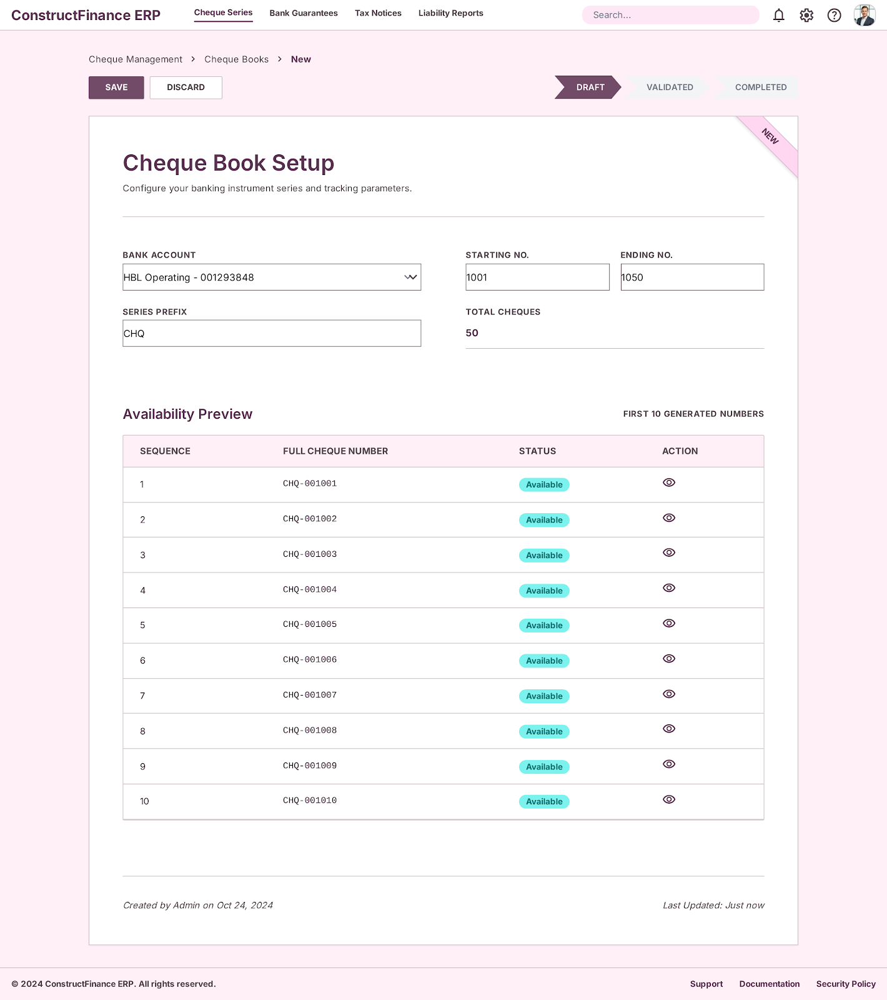 ConstructFinance ERP
Cheque Series
Bank Guarantees
Tax Notices
Liability Reports
Search...
Cheque Management
Cheque Books
New
SAVE
DISCARD
DRAFT
VALIDATED
COMPLETED
NEW
Cheque Book Setup
Configure your banking instrument series and tracking parameters.
BANK ACCOUNT
HBL Operating - 001293848
STARTING NO.
1001
ENDING NO.
1050
SERIES PREFIX
CHQ
TOTAL CHEQUES
50
Availability Preview
FIRST 10 GENERATED NUMBERS
SEQUENCE FULL CHEQUE NUMBER STATUS ACTION
1 CHQ-001001 Available
2 CHQ-001002 Available
3 CHQ-001003 Available
4 CHQ-001004 Available
5 CHQ-001005 Available
6 CHQ-001006 Available
7 CHQ-001007 Available
8 CHQ-001008 Available
9 CHQ-001009 Available
10 CHQ-001010 Available
Created by Admin on Oct 24, 2024
Last Updated: Just now
© 2024 ConstructFinance ERP. All rights reserved.
Support
Documentation
Security Policy